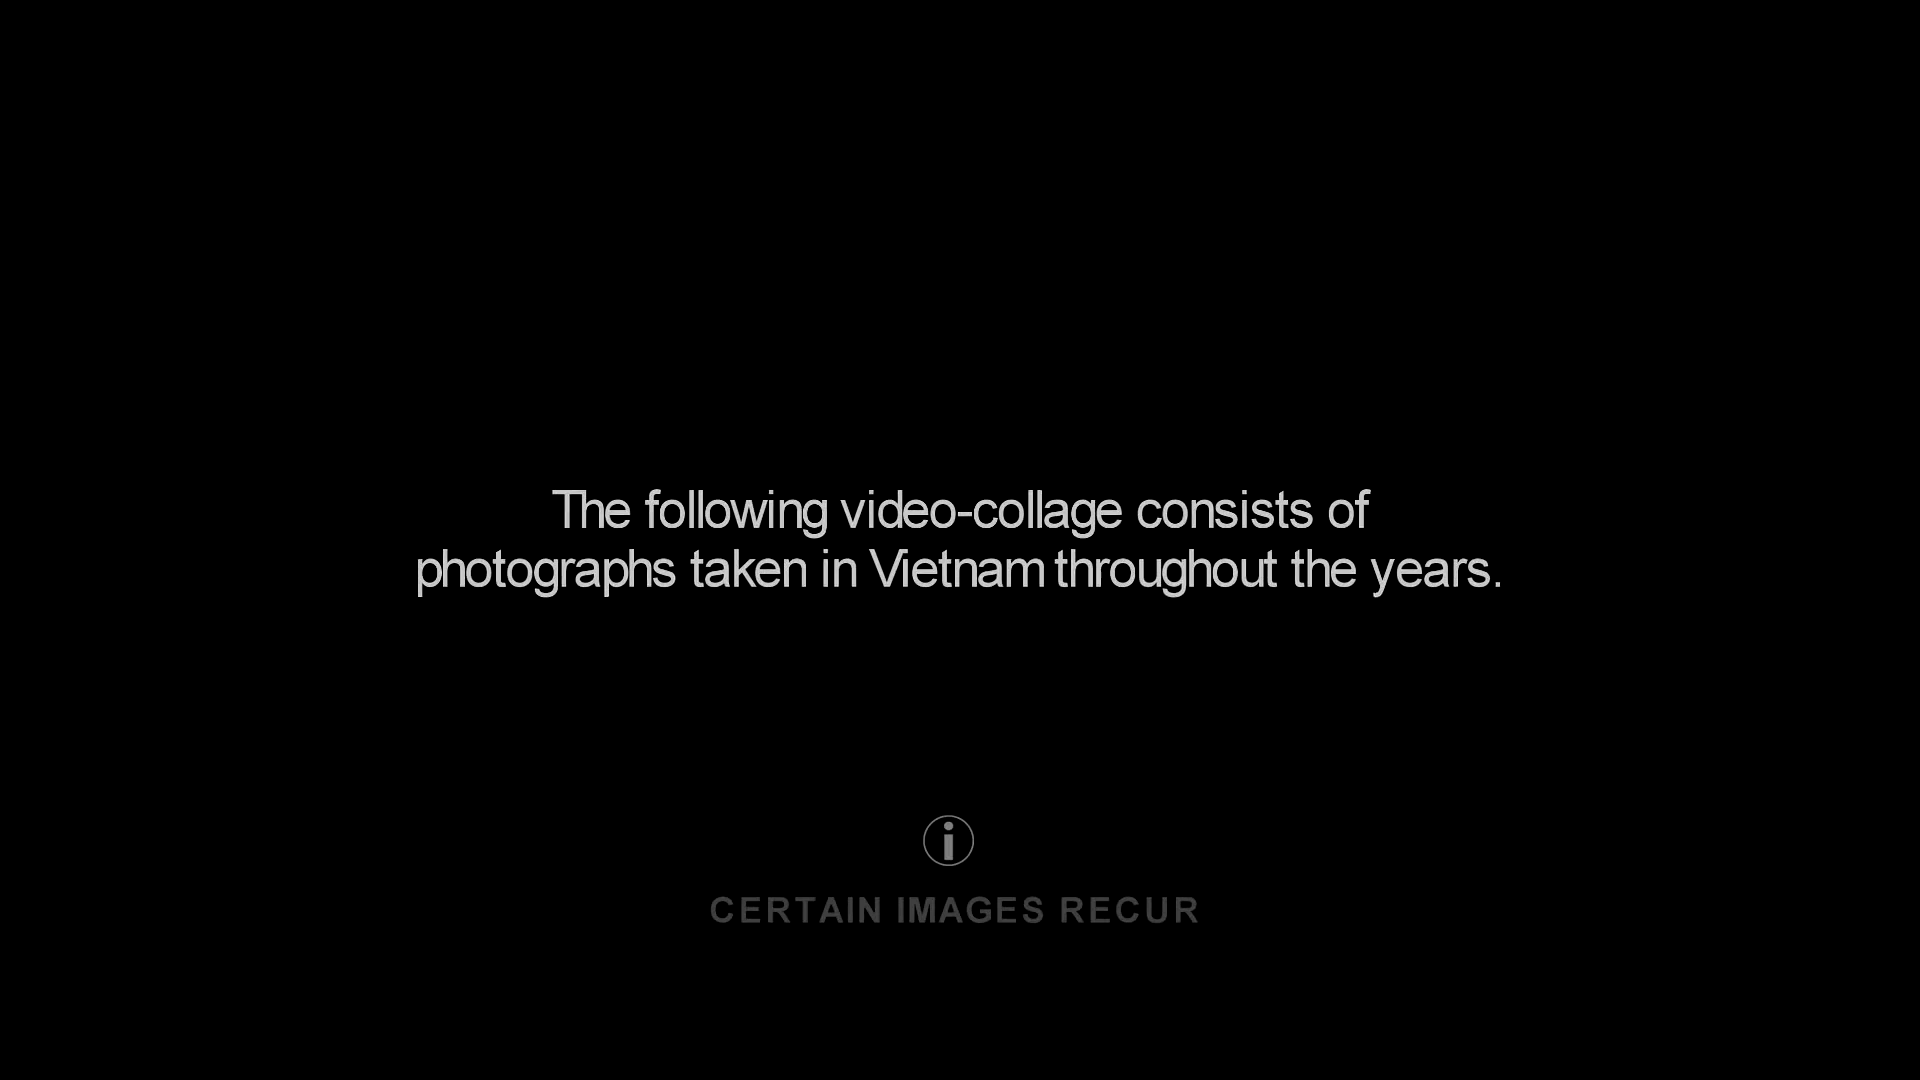 The following video-collage consists of
photographs taken in Vietnam throughout the years.
i
CERTAIN IMAGES RECUR